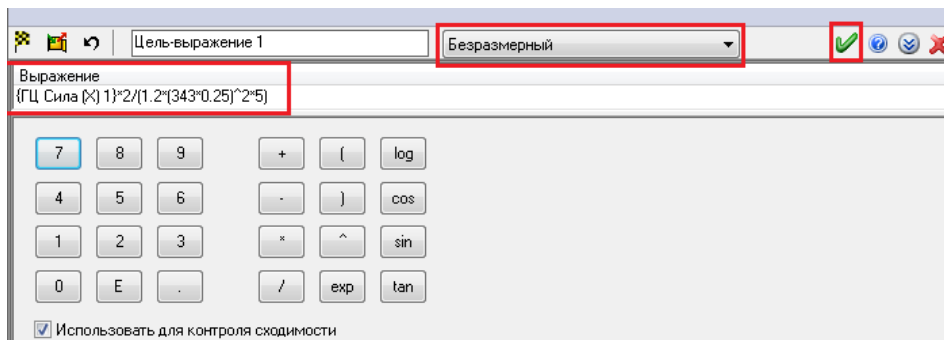 Цель-выражение 1
Безразмерный
Выражение
{ГЦ Сила (X) 1}*2/(1.2*(343*0.25)^2*5)
7 8 9 + ( log
4 5 6 - ) cos
1 2 3 * ^ sin
0 E . / exp tan
Использовать для контроля сходимости